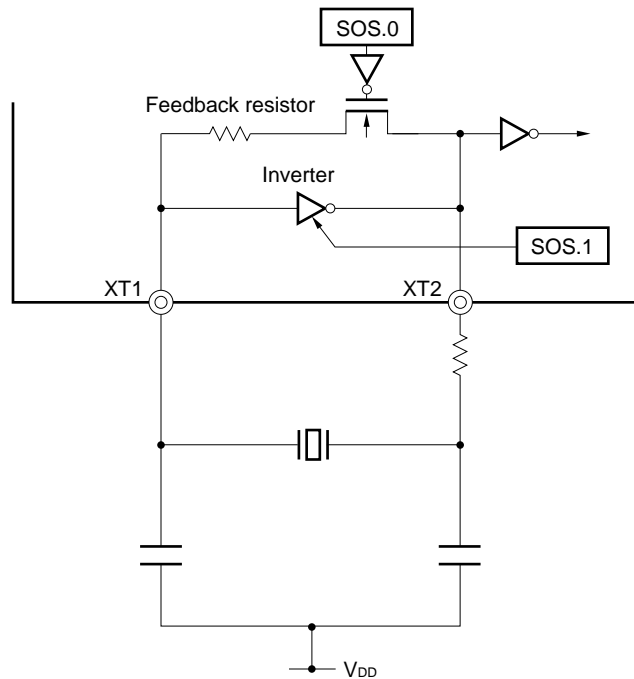 SOS.0
Feedback resistor
Inverter
SOS.1
XT1
XT2
VDD